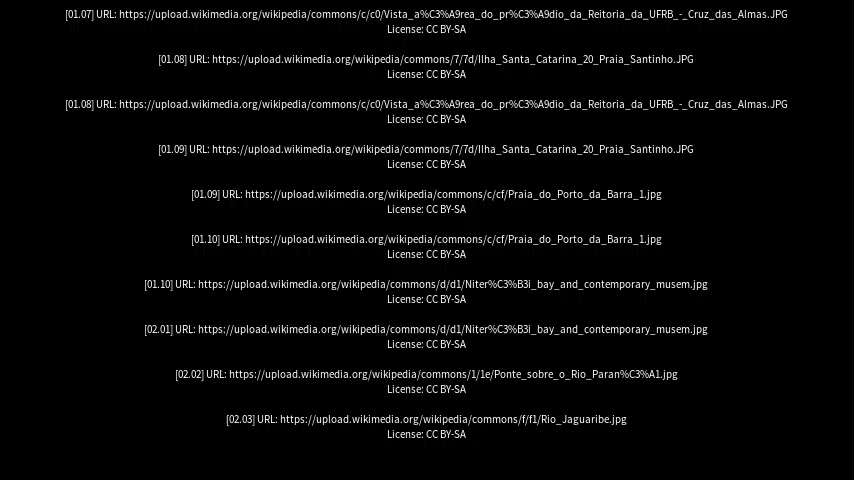 [01.07] URL: https://upload.wikimedia.org/wikipedia/commons/c/c0/Vista_a%C3%A9rea_do_pr%C3%A9dio_da_Reitoria_da_UFRB_-_Cruz_das_Almas.JPG
License: CC BY-SA
[01.08] URL: https://upload.wikimedia.org/wikipedia/commons/7/7d/Ilha_Santa_Catarina_20_Praia_Santinho.JPG
License: CC BY-SA
[01.08] URL: https://upload.wikimedia.org/wikipedia/commons/c/c0/Vista_a%C3%A9rea_do_pr%C3%A9dio_da_Reitoria_da_UFRB_-_Cruz_das_Almas.JPG
License: CC BY-SA
[01.09] URL: https://upload.wikimedia.org/wikipedia/commons/7/7d/Ilha_Santa_Catarina_20_Praia_Santinho.JPG
License: CC BY-SA
[01.09] URL: https://upload.wikimedia.org/wikipedia/commons/c/cf/Praia_do_Porto_da_Barra_1.jpg
License: CC BY-SA
[01.10] URL: https://upload.wikimedia.org/wikipedia/commons/c/cf/Praia_do_Porto_da_Barra_1.jpg
License: CC BY-SA
[01.10] URL: https://upload.wikimedia.org/wikipedia/commons/d/d1/Niter%C3%B3i_bay_and_contemporary_musem.jpg
License: CC BY-SA
[02.01] URL: https://upload.wikimedia.org/wikipedia/commons/d/d1/Niter%C3%B3i_bay_and_contemporary_musem.jpg
License: CC BY-SA
[02.02] URL: https://upload.wikimedia.org/wikipedia/commons/1/1e/Ponte_sobre_o_Rio_Paran%C3%A1.jpg
License: CC BY-SA
[02.03] URL: https://upload.wikimedia.org/wikipedia/commons/f/f1/Rio_Jaguaribe.jpg
License: CC BY-SA